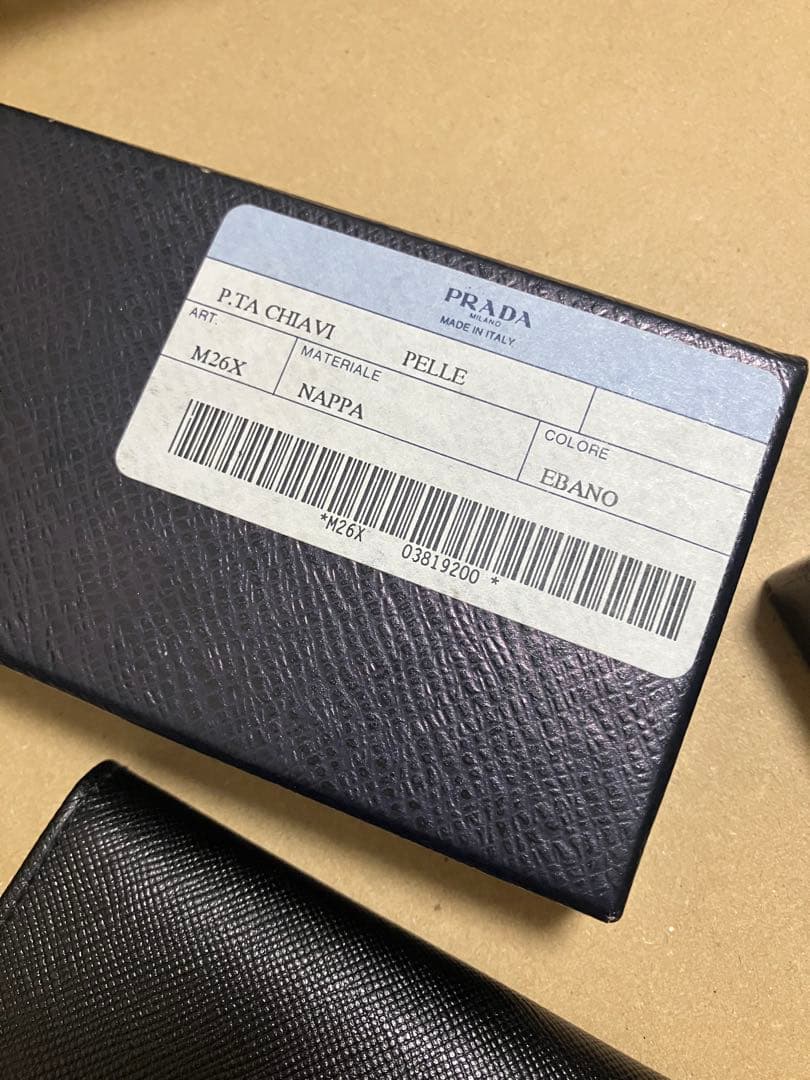 PRADA
MILANO
MADE IN ITALY
P.TA CHIAVI PELLE
ART.
M26X
MATERIALE
NAPPA
COLORE
EBANO
*M26X 03819200 *